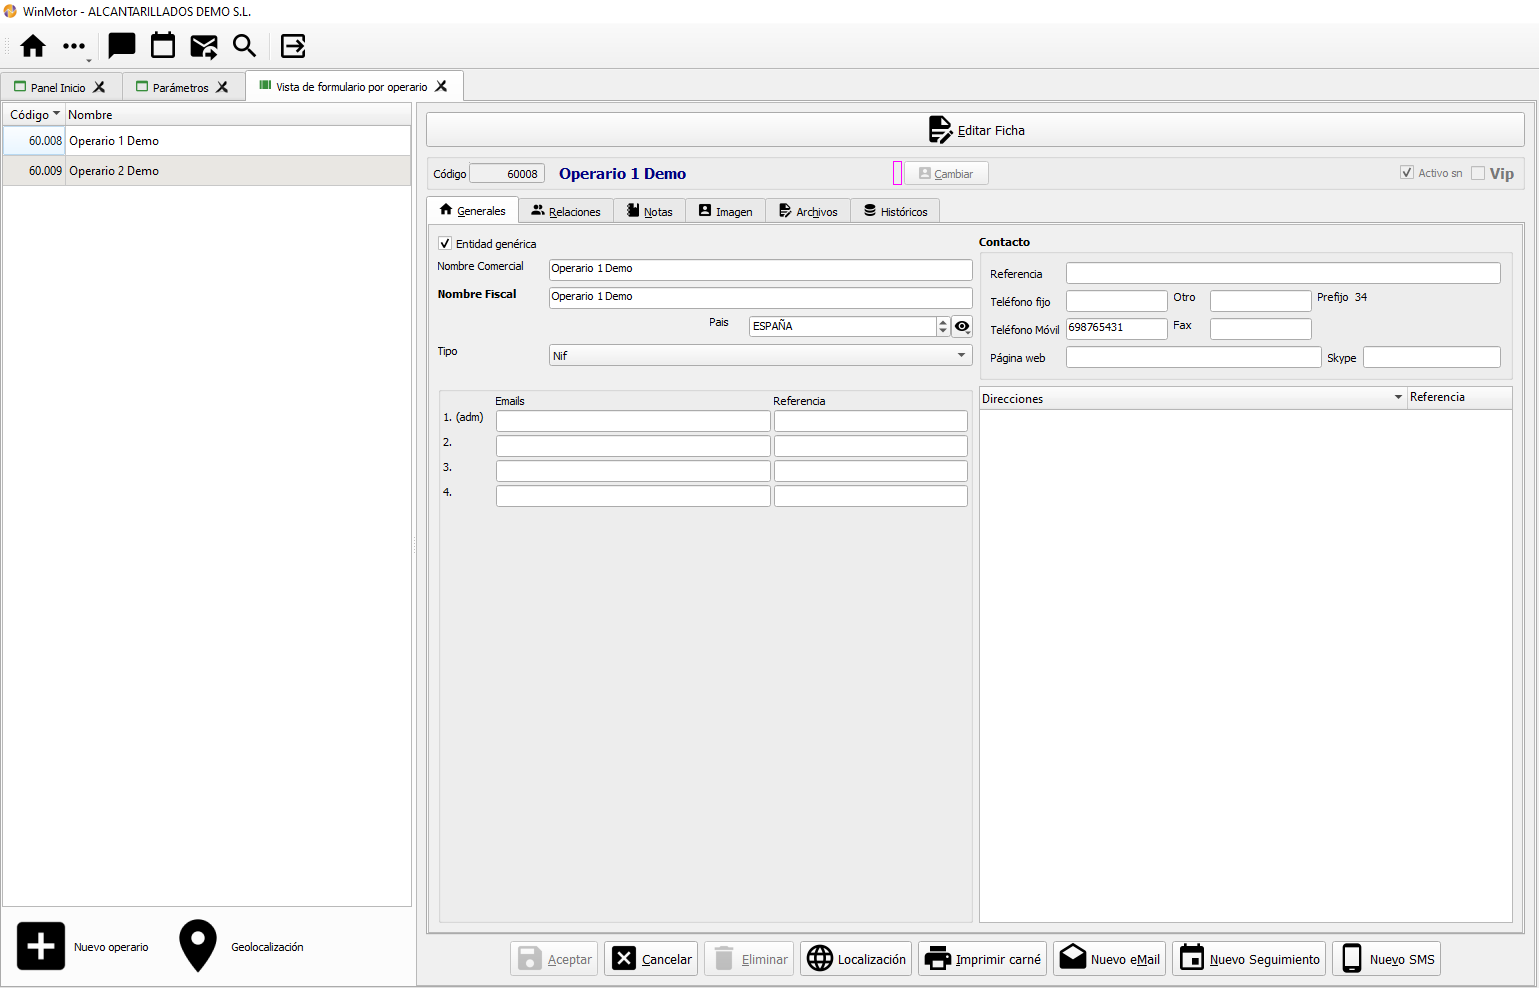 WinMotor - ALCANTARILLADOS DEMO S.L.
Panel Inicio
Parámetros
Vista de formulario por operario
Código Nombre
60.008 Operario 1 Demo
60.009 Operario 2 Demo
Nuevo operario
Geolocalización
Editar Ficha
Código 60008 Operario 1 Demo Cambiar Activo sn Vip
Generales Relaciones Notas Imagen Archivos Históricos
Entidad genérica
Nombre Comercial Operario 1 Demo
Nombre Fiscal Operario 1 Demo
Pais ESPAÑA
Tipo Nif
Emails Referencia
1. (adm)
2.
3.
4.
Contacto
Referencia
Teléfono fijo Otro Prefijo 34
Teléfono Móvil 698765431 Fax
Página web Skype
Direcciones Referencia
Aceptar Cancelar Eliminar Localización Imprimir carné Nuevo eMail Nuevo Seguimiento Nuevo SMS